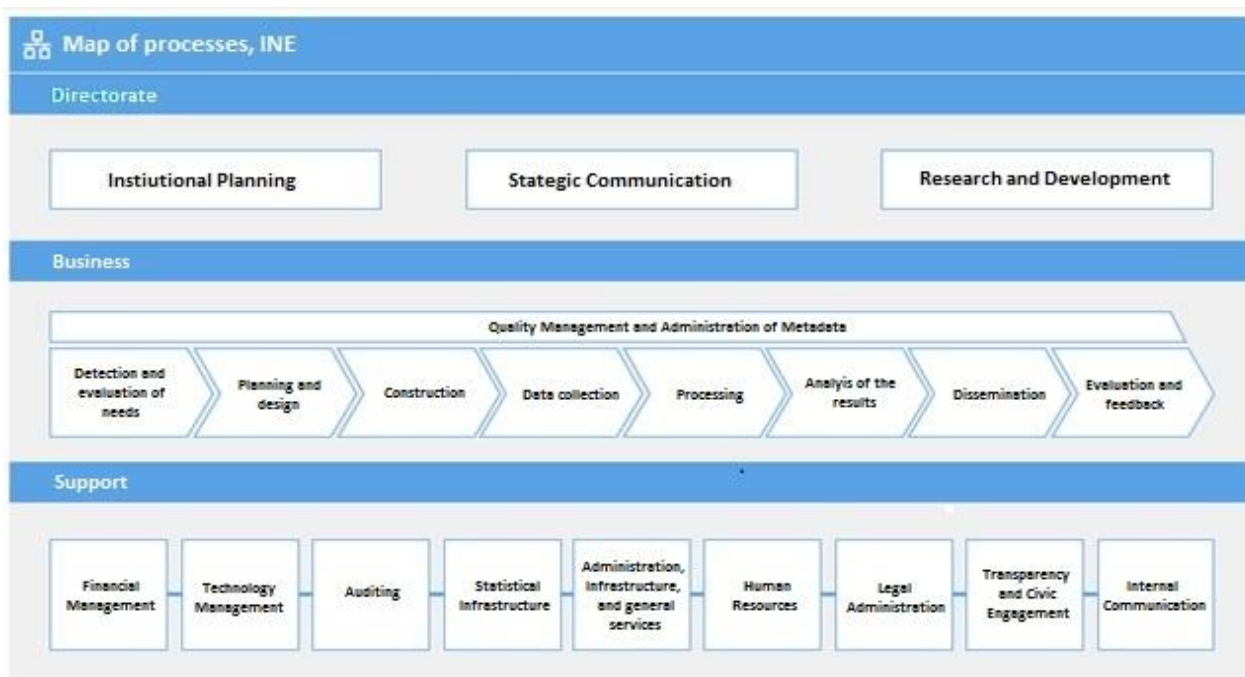 Map of processes, INE
Directorate
Instiutional Planning
Stategic Communication
Research and Development
Business
Quality Management and Administration of Metadata
Detection and
evaluation of
needs
Planning and
design
Construction
Data collection
Processing
Analyis of the
results
Dissemination
Evaluation and
feedback
Support
Financial
Management
Technology
Management
Auditing
Statistical
Infrastructure
Administration,
Infrastructure,
and general
services
Human
Resources
Legal
Administration
Transparency
and Civic
Engagement
Internal
Communication